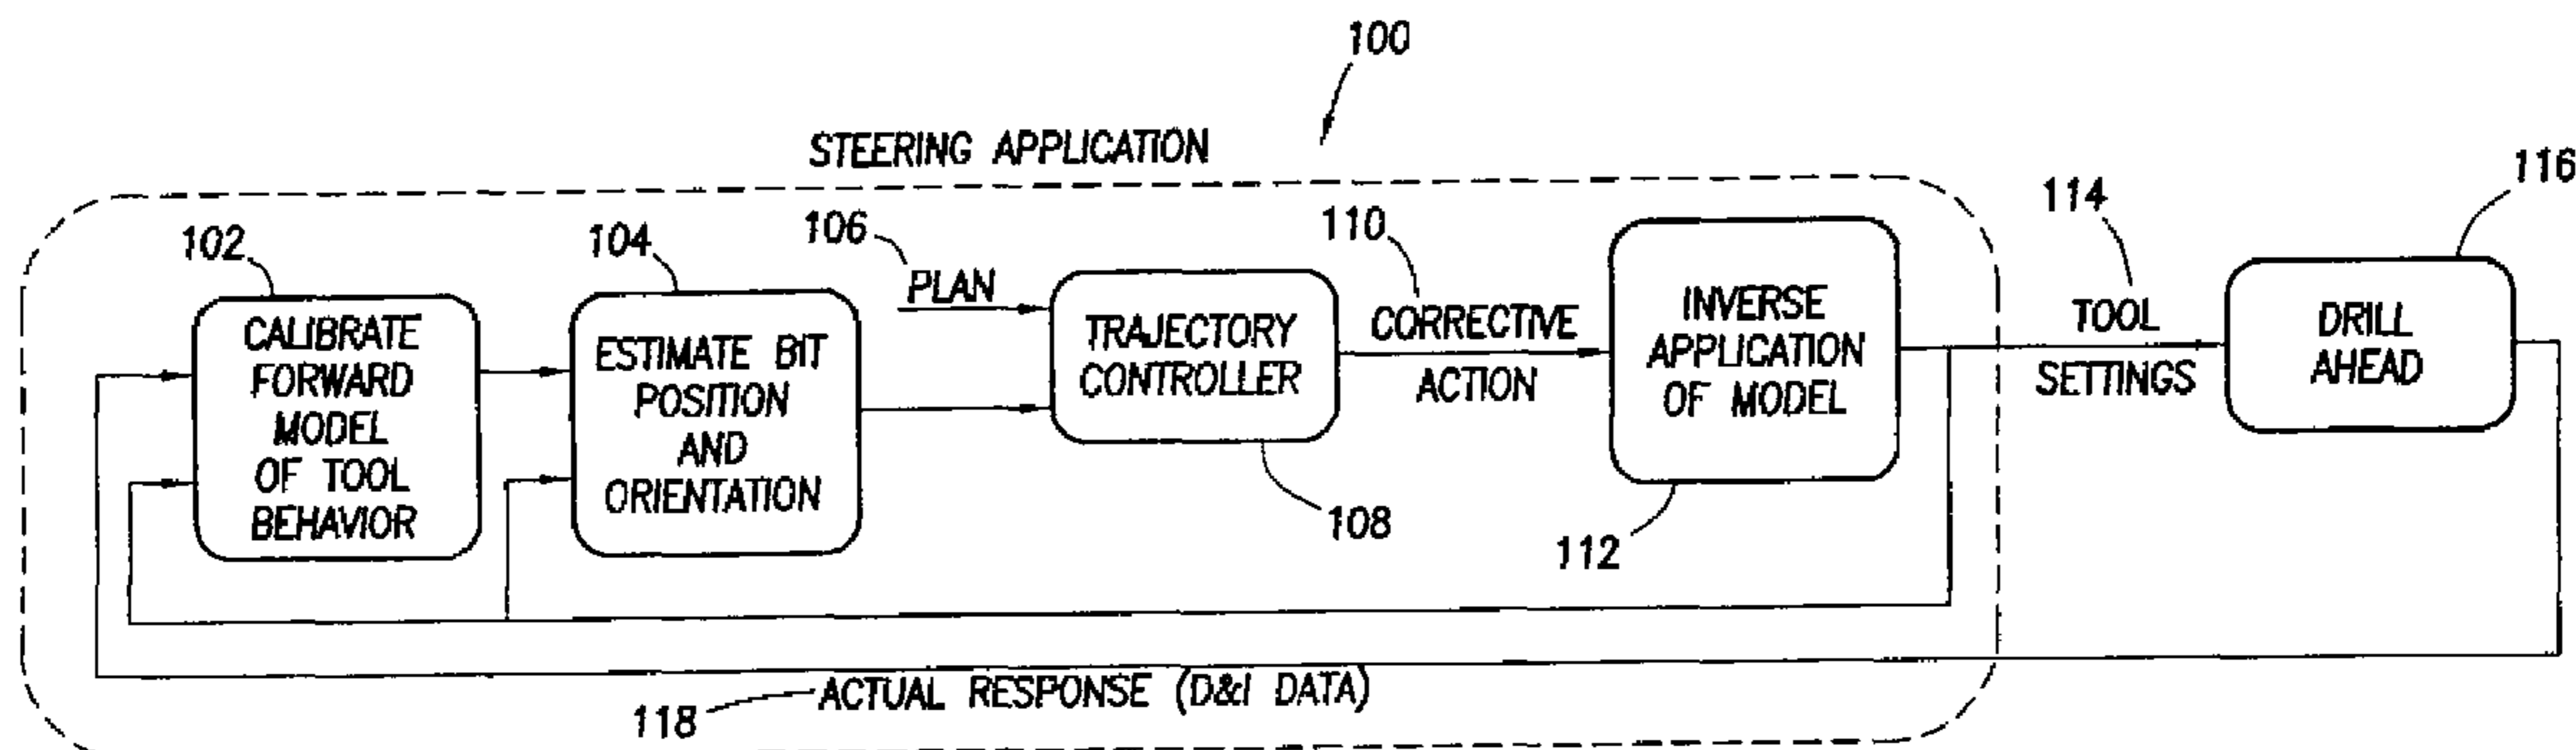 100
STEERING APPLICATION
116
114
102
104
106
110
PLAN
CALIBRATE
FORWARD
MODEL
OF TOOL
BEHAVIOR
ESTIMATE BIT
POSITION
AND
ORIENTATION
TRAJECTORY
CONTROLLER
108
CORRECTIVE
ACTION
INVERSE
APPLICATION
OF MODEL
112
TOOL
SETTINGS
DRILL
AHEAD
118
ACTUAL RESPONSE (D&I DATA)